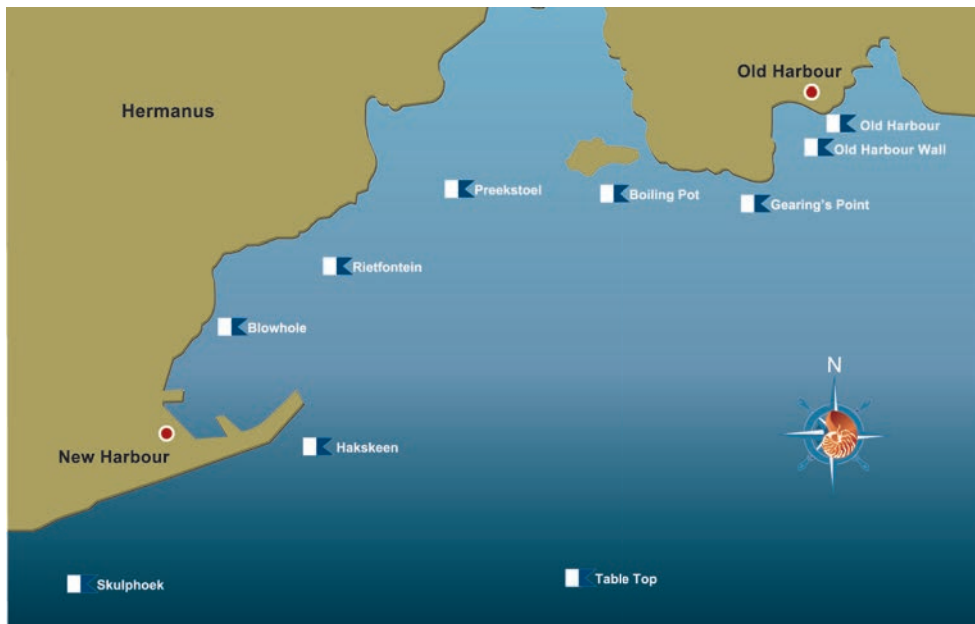 Old Harbour
Hermanus
Old Harbour
Old Harbour Wall
Preekstoel
Boiling Pot
Gearing's Point
Rietfontein
Blowhole
N
Hakskeen
New Harbour
Skulphoek
Table Top